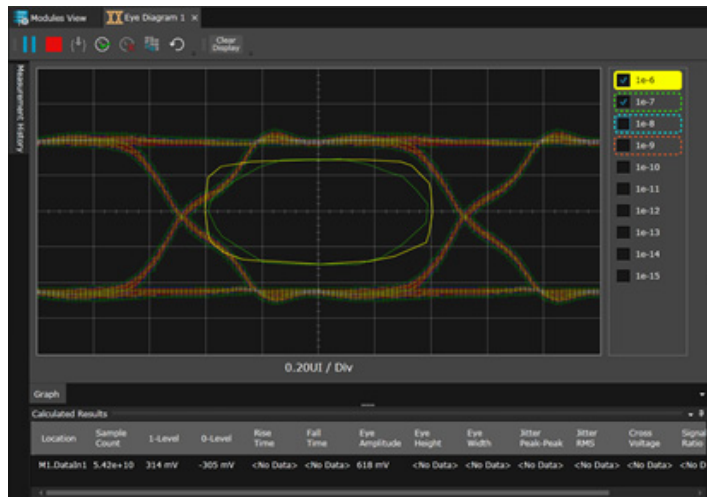 Modules View
Eye Diagram 1 ×
Clear
Display
Measurement History
1e-6
1e-7
1e-8
1e-9
1e-10
1e-11
1e-12
1e-13
1e-14
1e-15
0.20UI / Div
Graph
Calculated Results
Location Sample Count 1-Level 0-Level Rise Time Fall Time Eye Amplitude Eye Height Eye Width Jitter Peak-Peak Jitter RMS Cross Voltage Signal Ratio
M1.DataIn1 5.42e+10 314 mV -305 mV <No Data> <No Data> 618 mV <No Data> <No Data> <No Data> <No Data> <No Data> <No D